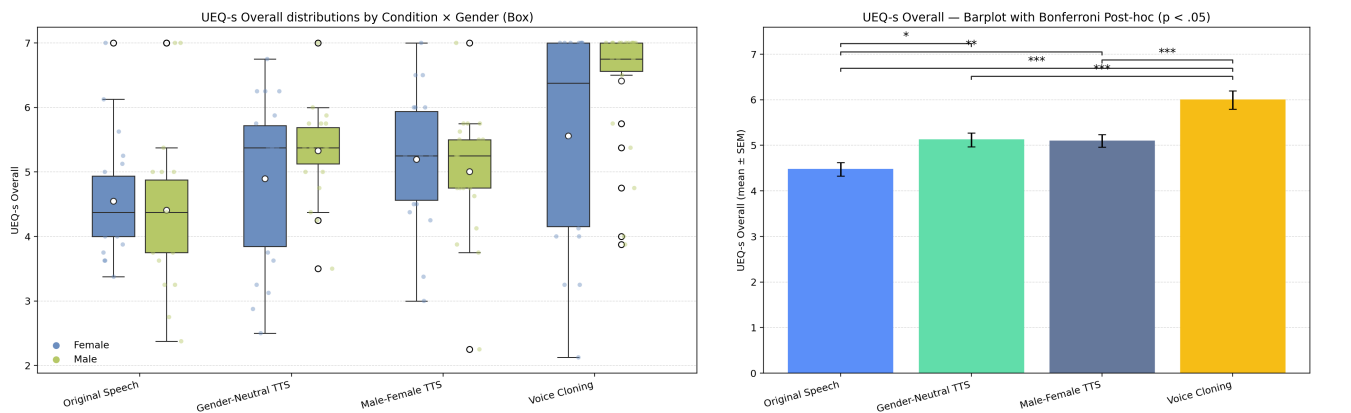 UEQ-s Overall distributions by Condition × Gender (Box)
UEQ-s Overall
7
6
5
4
3
2
Female
Male
Original Speech
Gender-Neutral TTS
Male-Female TTS
Voice Cloning
UEQ-s Overall — Barplot with Bonferroni Post-hoc (p < .05)
UEQ-s Overall (mean ± SEM)
7
6
5
4
3
2
1
0
*
**
***
***
***
Original Speech
Gender-Neutral TTS
Male-Female TTS
Voice Cloning